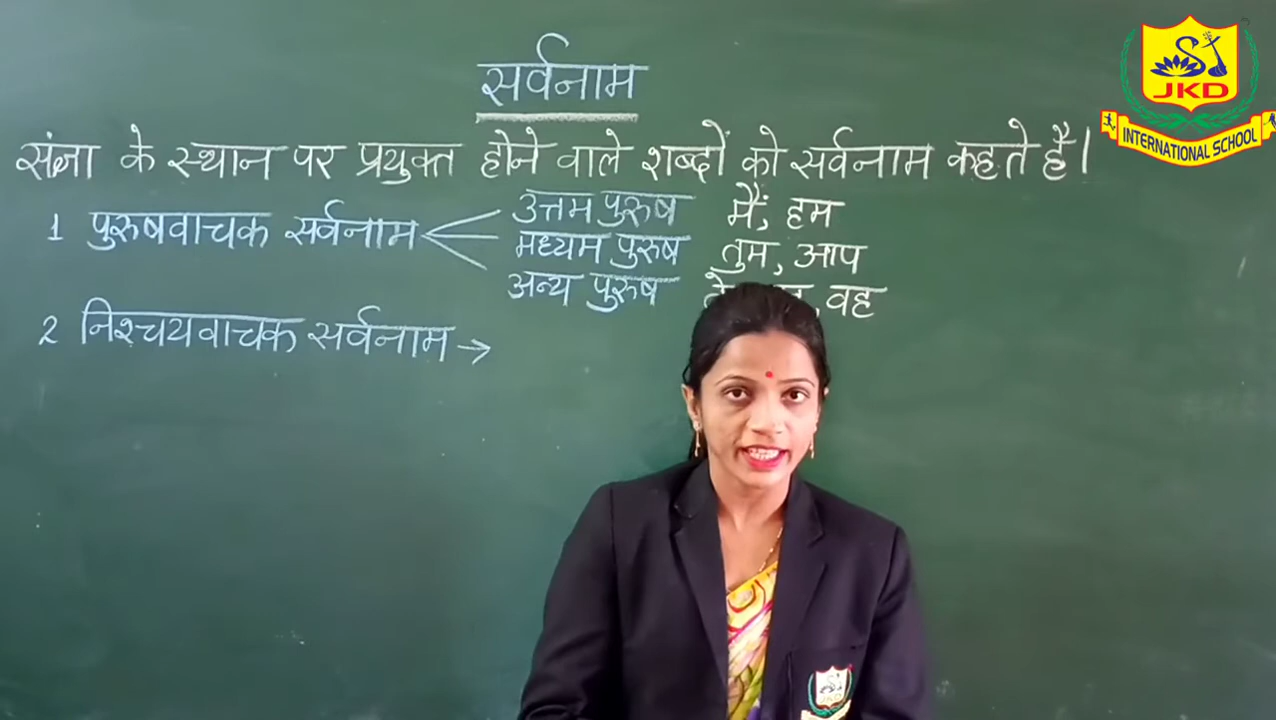 सर्वनाम
संज्ञा के स्थान पर प्रयुक्त होने वाले शब्दों को सर्वनाम कहते हैं।
1 पुरुषवाचक सर्वनाम
उत्तम पुरुष मैं, हम
मध्यम पुरुष तुम, आप
अन्य पुरुष , वह
2 निश्चयवाचक सर्वनाम →
JKD
INTERNATIONAL SCHOOL
JKD